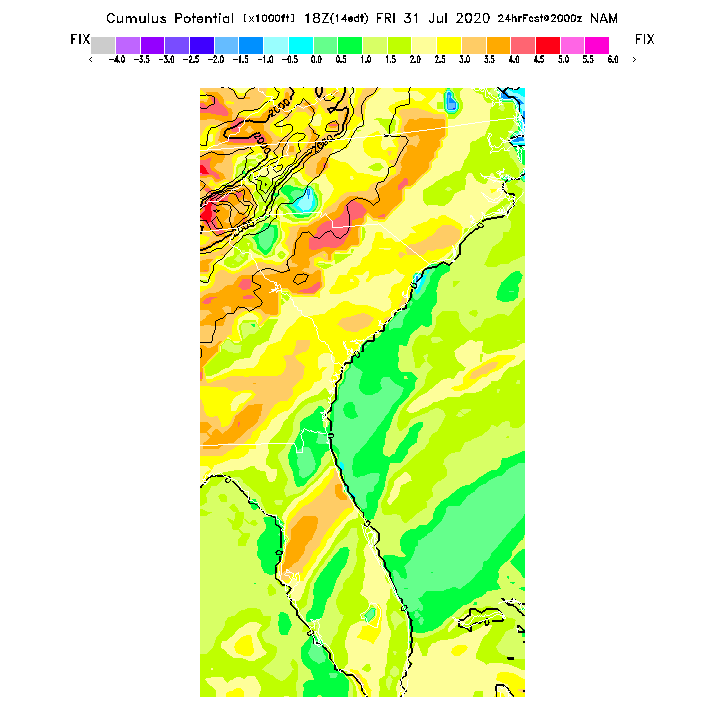 Cumulus Potential [x1000ft] 18Z(14edt) FRI 31 Jul 2020 24hrFcst@2000z NAM
FIX FIX
< -4.0 -3.5 -3.0 -2.5 -2.0 -1.5 -1.0 -0.5 0.0 0.5 1.0 1.5 2.0 2.5 3.0 3.5 4.0 4.5 5.0 5.5 6.0 >
2000
2000